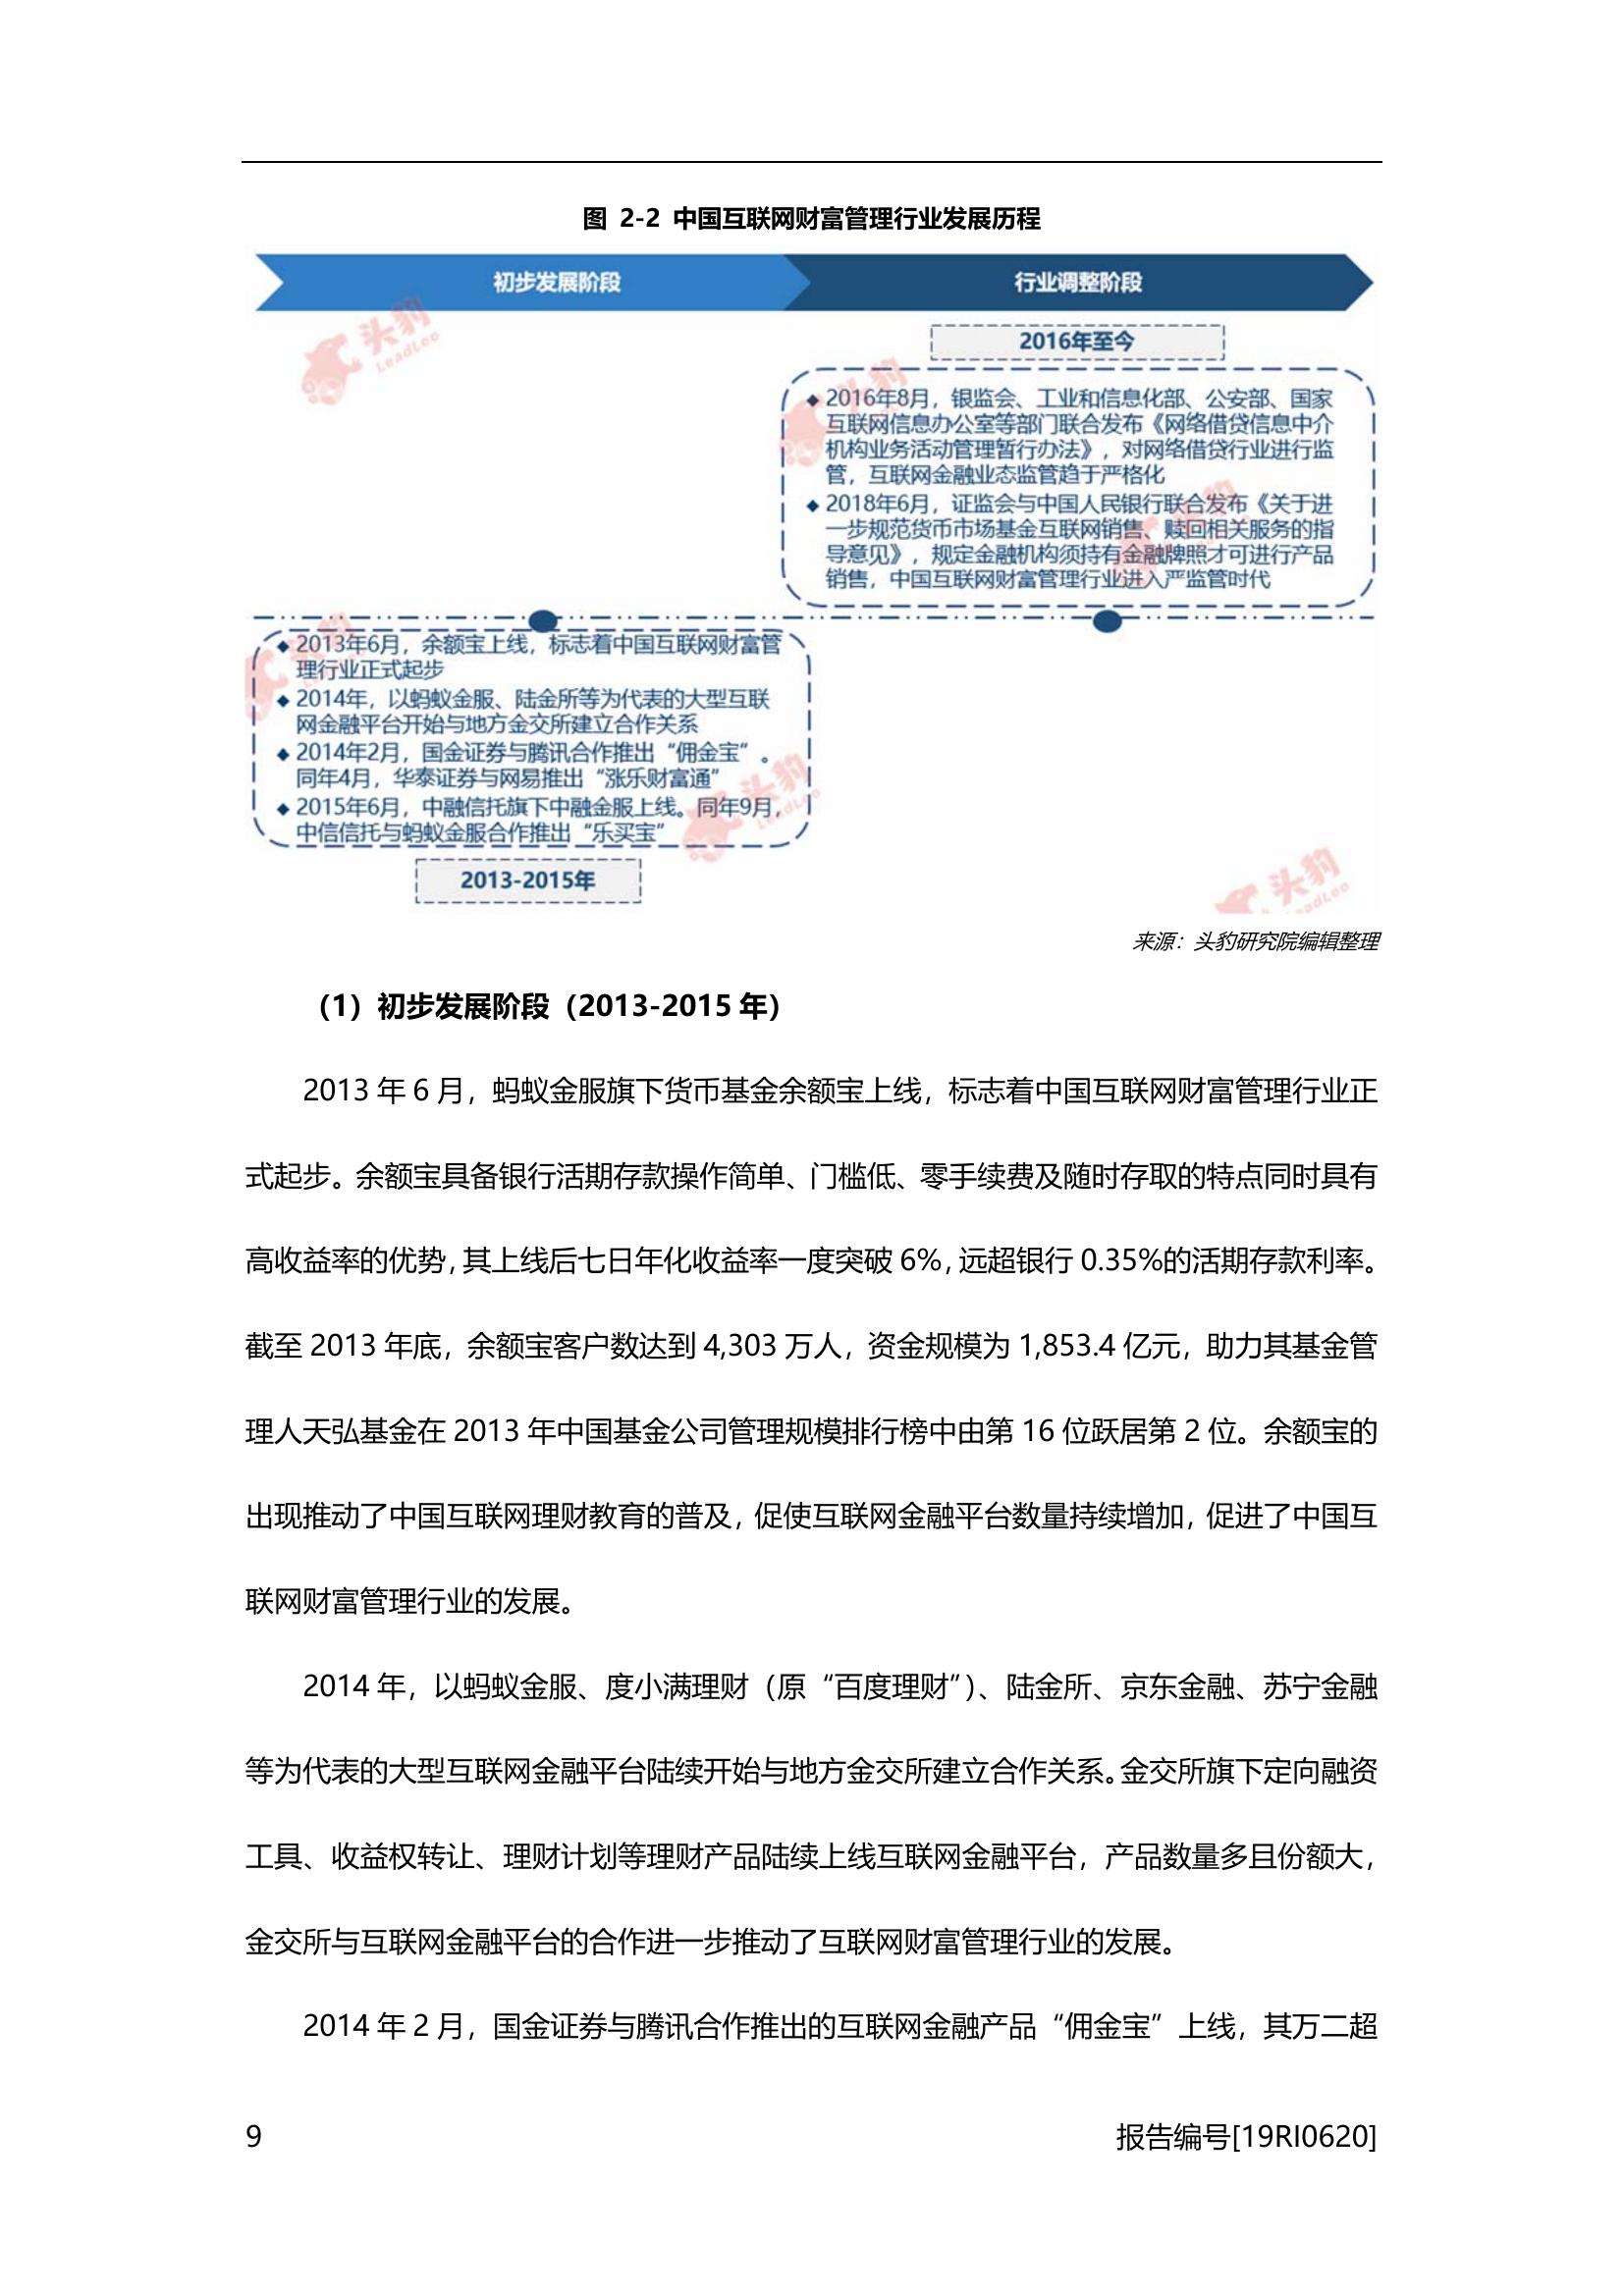 图 2-2 中国互联网财富管理行业发展历程
初步发展阶段
行业调整阶段
2016年至今
◆ 2016年8月，银监会、工业和信息化部、公安部、国家
互联网信息办公室等部门联合发布《网络借贷信息中介
机构业务活动管理暂行办法》，对网络借贷行业进行监
管，互联网金融业态监管趋于严格化
◆ 2018年6月，证监会与中国人民银行联合发布《关于进
一步规范货币市场基金互联网销售、赎回相关服务的指
导意见》，规定金融机构须持有金融牌照才可进行产品
销售，中国互联网财富管理行业进入严监管时代
◆ 2013年6月，余额宝上线，标志着中国互联网财富管
理行业正式起步
◆ 2014年，以蚂蚁金服、陆金所等为代表的大型互联
网金融平台开始与地方金交所建立合作关系
◆ 2014年2月，国金证券与腾讯合作推出“佣金宝”。
同年4月，华泰证券与网易推出“涨乐财富通”
◆ 2015年6月，中融信托旗下中融金服上线。同年9月，
中信信托与蚂蚁金服合作推出“乐买宝”
2013-2015年
头豹
LeadLeo
来源：头豹研究院编辑整理
（1）初步发展阶段（2013-2015 年）
2013 年 6 月，蚂蚁金服旗下货币基金余额宝上线，标志着中国互联网财富管理行业正
式起步。余额宝具备银行活期存款操作简单、门槛低、零手续费及随时存取的特点同时具有
高收益率的优势，其上线后七日年化收益率一度突破 6%，远超银行 0.35%的活期存款利率。
截至 2013 年底，余额宝客户数达到 4,303 万人，资金规模为 1,853.4 亿元，助力其基金管
理人天弘基金在 2013 年中国基金公司管理规模排行榜中由第 16 位跃居第 2 位。余额宝的
出现推动了中国互联网理财教育的普及，促使互联网金融平台数量持续增加，促进了中国互
联网财富管理行业的发展。
2014 年，以蚂蚁金服、度小满理财（原“百度理财”）、陆金所、京东金融、苏宁金融
等为代表的大型互联网金融平台陆续开始与地方金交所建立合作关系。金交所旗下定向融资
工具、收益权转让、理财计划等理财产品陆续上线互联网金融平台，产品数量多且份额大，
金交所与互联网金融平台的合作进一步推动了互联网财富管理行业的发展。
2014 年 2 月，国金证券与腾讯合作推出的互联网金融产品“佣金宝”上线，其万二超
9
报告编号[19RI0620]